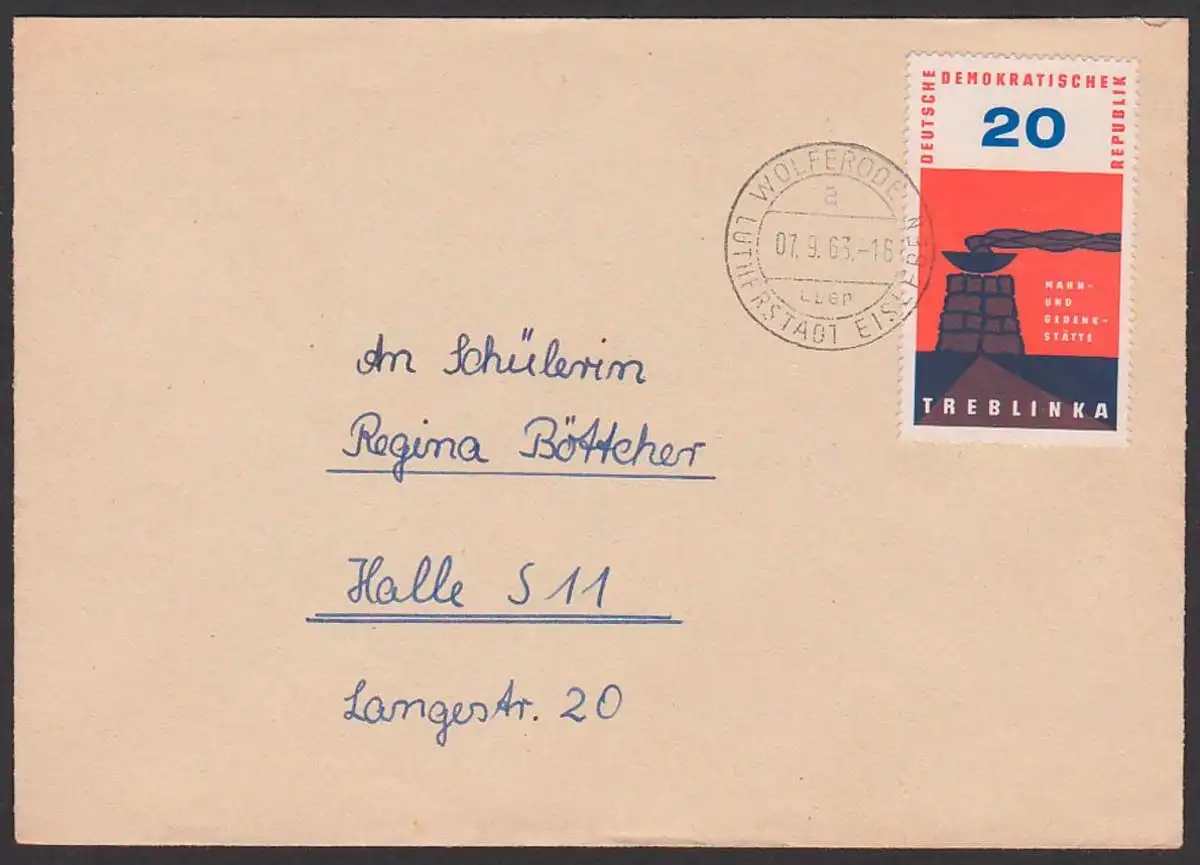 DEUTSCHE DEMOKRATISCHE REPUBLIK
20
WOLFERODE
a
07.9.63.-16
LUTHERSTADT EISLEBEN
MAHN-
UND
GEDENK-
STÄTTE
TREBLINKA
An Schülerin
Regina Böttcher
Halle S 11
Langestr. 20